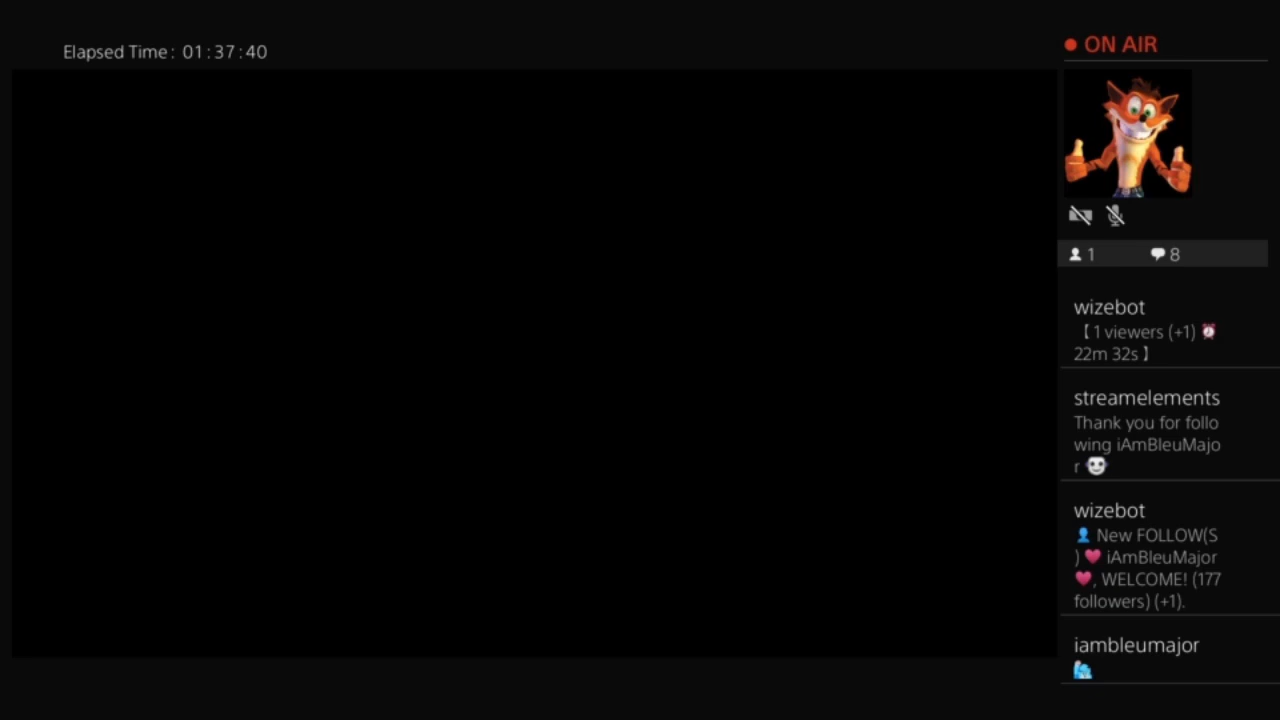 Elapsed Time: 01:37:40
ON AIR
1 8
wizebot
【1 viewers (+1) ⏰
22m 32s】
streamelements
Thank you for follo
wing iAmBleuMajo
r
wizebot
👤 New FOLLOW(S
) ❤ iAmBleuMajor
❤, WELCOME! (177
followers) (+1).
iambleumajor